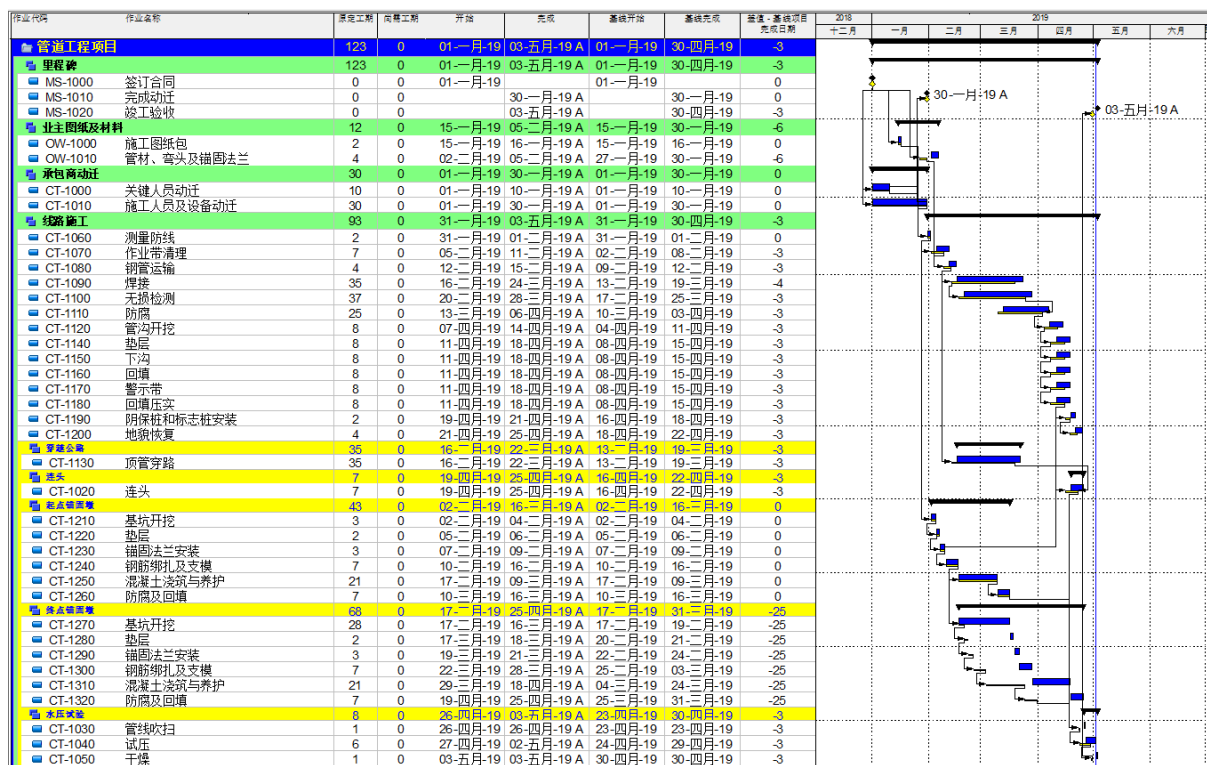 作业代码 作业名称 原定工期 尚需工期 开始 完成 基线开始 基线完成 差值 - 基线项目完成日期 2018 2019
十二月 一月 二月 三月 四月 五月 六月
管道工程项目 123 0 01-一月-19 03-五月-19 A 01-一月-19 30-四月-19 -3
里程碑 123 0 01-一月-19 03-五月-19 A 01-一月-19 30-四月-19 -3
MS-1000 签订合同 0 0 01-一月-19 01-一月-19 0
MS-1010 完成动迁 0 0 30-一月-19 A 30-一月-19 0 30-一月-19 A
MS-1020 竣工验收 0 0 03-五月-19 A 30-四月-19 -3 03-五月-19 A
业主图纸及材料 12 0 15-一月-19 05-二月-19 A 15-一月-19 30-一月-19 -6
OW-1000 施工图纸包 2 0 15-一月-19 16-一月-19 A 15-一月-19 16-一月-19 0
OW-1010 管材、弯头及锚固法兰 4 0 02-二月-19 05-二月-19 A 27-一月-19 30-一月-19 -6
承包商动迁 30 0 01-一月-19 30-一月-19 A 01-一月-19 30-一月-19 0
CT-1000 关键人员动迁 10 0 01-一月-19 10-一月-19 A 01-一月-19 10-一月-19 0
CT-1010 施工人员及设备动迁 30 0 01-一月-19 30-一月-19 A 01-一月-19 30-一月-19 0
线路施工 93 0 31-一月-19 03-五月-19 A 31-一月-19 30-四月-19 -3
CT-1060 测量防线 2 0 31-一月-19 01-二月-19 A 31-一月-19 01-二月-19 0
CT-1070 作业带清理 7 0 05-二月-19 11-二月-19 A 02-二月-19 08-二月-19 -3
CT-1080 钢管运输 4 0 12-二月-19 15-二月-19 A 09-二月-19 12-二月-19 -3
CT-1090 焊接 35 0 16-二月-19 24-三月-19 A 13-二月-19 19-三月-19 -4
CT-1100 无损检测 37 0 20-二月-19 28-三月-19 A 17-二月-19 25-三月-19 -3
CT-1110 防腐 25 0 13-三月-19 06-四月-19 A 10-三月-19 03-四月-19 -3
CT-1120 管沟开挖 8 0 07-四月-19 14-四月-19 A 04-四月-19 11-四月-19 -3
CT-1140 垫层 8 0 11-四月-19 18-四月-19 A 08-四月-19 15-四月-19 -3
CT-1150 下沟 8 0 11-四月-19 18-四月-19 A 08-四月-19 15-四月-19 -3
CT-1160 回填 8 0 11-四月-19 18-四月-19 A 08-四月-19 15-四月-19 -3
CT-1170 警示带 8 0 11-四月-19 18-四月-19 A 08-四月-19 15-四月-19 -3
CT-1180 回填压实 8 0 11-四月-19 18-四月-19 A 08-四月-19 15-四月-19 -3
CT-1190 阴保桩和标志桩安装 2 0 19-四月-19 21-四月-19 A 16-四月-19 18-四月-19 -3
CT-1200 地貌恢复 4 0 21-四月-19 25-四月-19 A 18-四月-19 22-四月-19 -3
穿越公路 35 0 16-二月-19 22-三月-19 A 13-二月-19 19-三月-19 -3
CT-1130 顶管穿路 35 0 16-二月-19 22-三月-19 A 13-二月-19 19-三月-19 -3
连头 7 0 19-四月-19 25-四月-19 A 16-四月-19 22-四月-19 -3
CT-1020 连头 7 0 19-四月-19 25-四月-19 A 16-四月-19 22-四月-19 -3
起点锚固墩 43 0 02-二月-19 16-三月-19 A 02-二月-19 16-三月-19 0
CT-1210 基坑开挖 3 0 02-二月-19 04-二月-19 A 02-二月-19 04-二月-19 0
CT-1220 垫层 2 0 05-二月-19 06-二月-19 A 05-二月-19 06-二月-19 0
CT-1230 锚固法兰安装 3 0 07-二月-19 09-二月-19 A 07-二月-19 09-二月-19 0
CT-1240 钢筋绑扎及支模 7 0 10-二月-19 16-二月-19 A 10-二月-19 16-二月-19 0
CT-1250 混凝土浇筑与养护 21 0 17-二月-19 09-三月-19 A 17-二月-19 09-三月-19 0
CT-1260 防腐及回填 7 0 10-三月-19 16-三月-19 A 10-三月-19 16-三月-19 0
终点锚固墩 68 0 17-二月-19 25-四月-19 A 17-二月-19 31-三月-19 -25
CT-1270 基坑开挖 28 0 17-二月-19 16-三月-19 A 17-二月-19 19-二月-19 -25
CT-1280 垫层 2 0 17-三月-19 18-三月-19 A 20-二月-19 21-二月-19 -25
CT-1290 锚固法兰安装 3 0 19-三月-19 21-三月-19 A 22-二月-19 24-二月-19 -25
CT-1300 钢筋绑扎及支模 7 0 22-三月-19 28-三月-19 A 25-二月-19 03-三月-19 -25
CT-1310 混凝土浇筑与养护 21 0 29-三月-19 18-四月-19 A 04-三月-19 24-三月-19 -25
CT-1320 防腐及回填 7 0 19-四月-19 25-四月-19 A 25-三月-19 31-三月-19 -25
水压试验 8 0 26-四月-19 03-五月-19 A 23-四月-19 30-四月-19 -3
CT-1030 管线吹扫 1 0 26-四月-19 26-四月-19 A 23-四月-19 23-四月-19 -3
CT-1040 试压 6 0 27-四月-19 02-五月-19 A 24-四月-19 29-四月-19 -3
CT-1050 干燥 1 0 03-五月-19 03-五月-19 A 30-四月-19 30-四月-19 -3